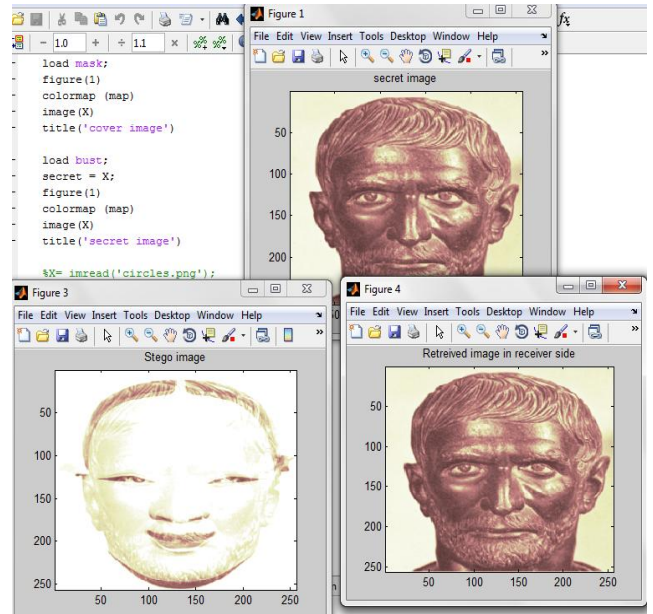 - 1.0 + ÷ 1.1 ×
load mask;
figure(1)
colormap (map)
image(X)
title('cover image')
load bust;
secret = X;
figure(1)
colormap (map)
image(X)
title('secret image')
%X= imread('circles.png');
Figure 1
File Edit View Insert Tools Desktop Window Help
secret image
50
100
150
200
fx
Figure 3
File Edit View Insert Tools Desktop Window Help
Stego image
50
100
150
200
250
50 100 150 200 250
Figure 4
File Edit View Insert Tools Desktop Window Help
Retreived image in receiver side
50
100
150
200
250
50 100 150 200 250